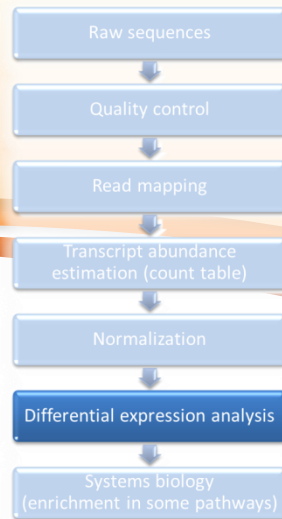 Raw sequences
Quality control
Read mapping
Transcript abundance
estimation (count table)
Normalization
Differential expression analysis
Systems biology
(enrichment in some pathways)